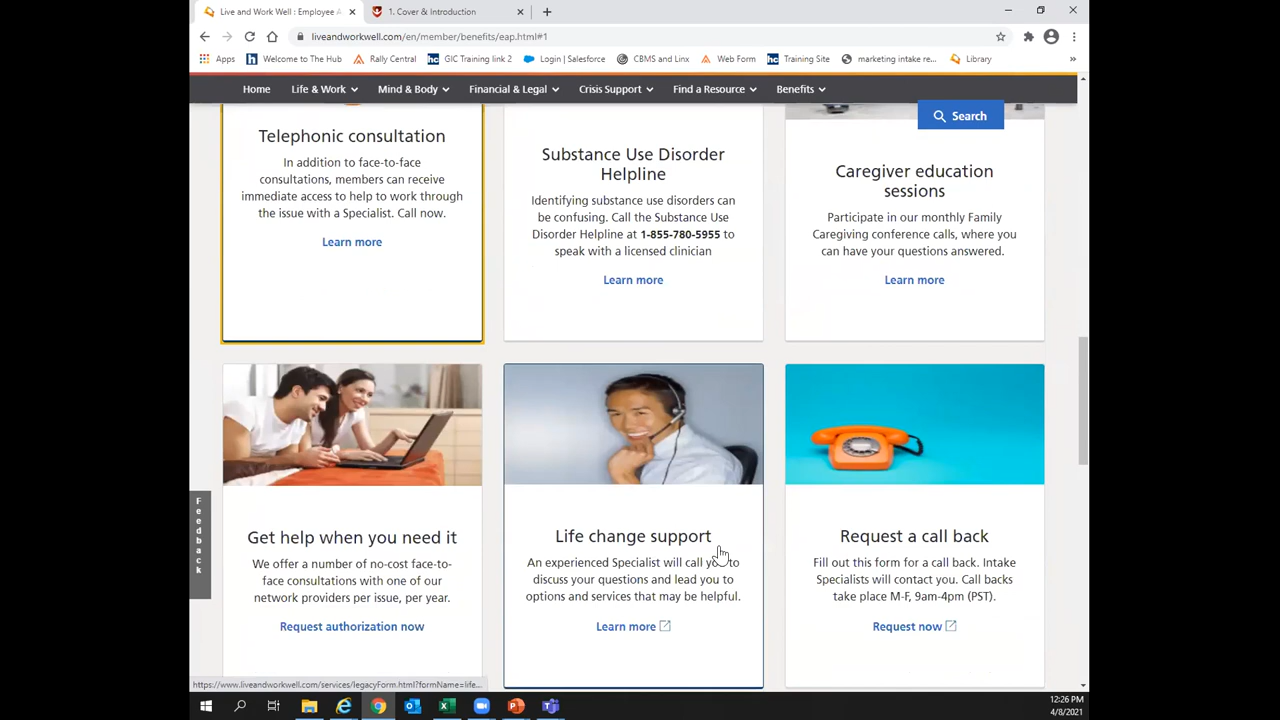 Live and Work Well : Employee A
1. Cover & Introduction
liveandworkwell.com/en/member/benefits/eap.html#1
Apps
Welcome to The Hub
Rally Central
GIC Training link 2
Login | Salesforce
CBMS and Linx
Web Form
Training Site
marketing intake re...
Library
Home
Life & Work
Mind & Body
Financial & Legal
Crisis Support
Find a Resource
Benefits
Search
Telephonic consultation
In addition to face-to-face
consultations, members can receive
immediate access to help to work through
the issue with a Specialist. Call now.
Learn more
Substance Use Disorder
Helpline
Identifying substance use disorders can
be confusing. Call the Substance Use
Disorder Helpline at 1-855-780-5955 to
speak with a licensed clinician
Learn more
Caregiver education
sessions
Participate in our monthly Family
Caregiving conference calls, where you
can have your questions answered.
Learn more
Feedback
Get help when you need it
We offer a number of no-cost face-to-
face consultations with one of our
network providers per issue, per year.
Request authorization now
Life change support
An experienced Specialist will call you to
discuss your questions and lead you to
options and services that may be helpful.
Learn more
Request a call back
Fill out this form for a call back. Intake
Specialists will contact you. Call backs
take place M-F, 9am-4pm (PST).
Request now
https://www.liveandworkwell.com/services/legacyForm.html?formName=life...
12:26 PM
4/8/2021